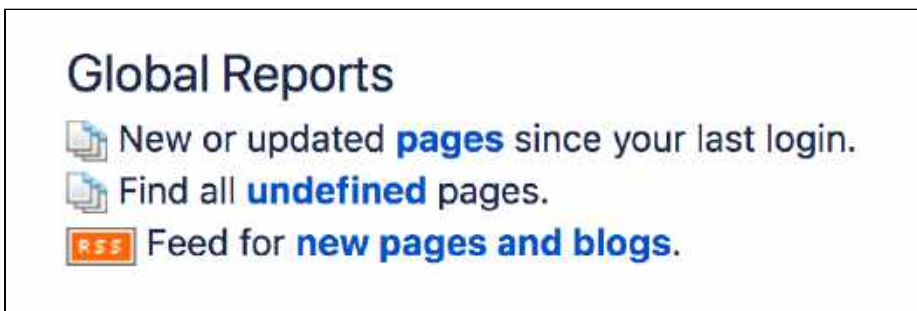 Global Reports
New or updated pages since your last login.
Find all undefined pages.
RSS Feed for new pages and blogs.